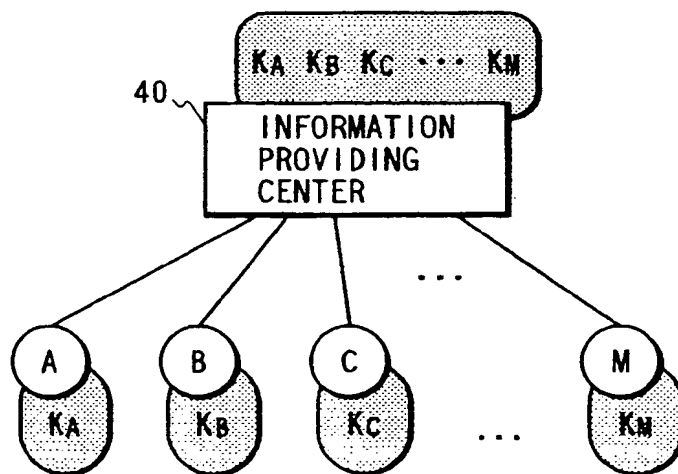 KA KB KC ··· KM
40
INFORMATION
PROVIDING
CENTER
...
A B C M
KA KB KC ... KM